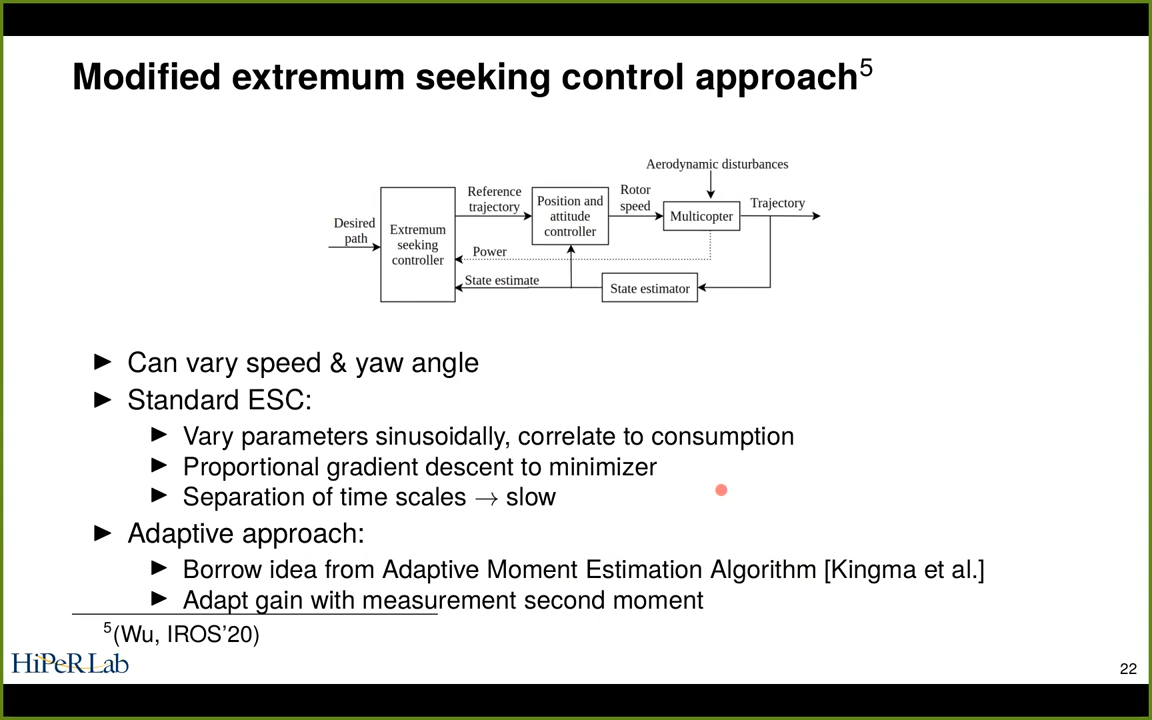 Modified extremum seeking control approach5
Aerodynamic disturbances
Desired
path
Extremum
seeking
controller
Reference
trajectory
Position and
attitude
controller
Rotor
speed
Multicopter
Trajectory
Power
State estimate
State estimator
▶ Can vary speed & yaw angle
▶ Standard ESC:
▶ Vary parameters sinusoidally, correlate to consumption
▶ Proportional gradient descent to minimizer
▶ Separation of time scales → slow
▶ Adaptive approach:
▶ Borrow idea from Adaptive Moment Estimation Algorithm [Kingma et al.]
▶ Adapt gain with measurement second moment
5(Wu, IROS'20)
HiPeRLab
22